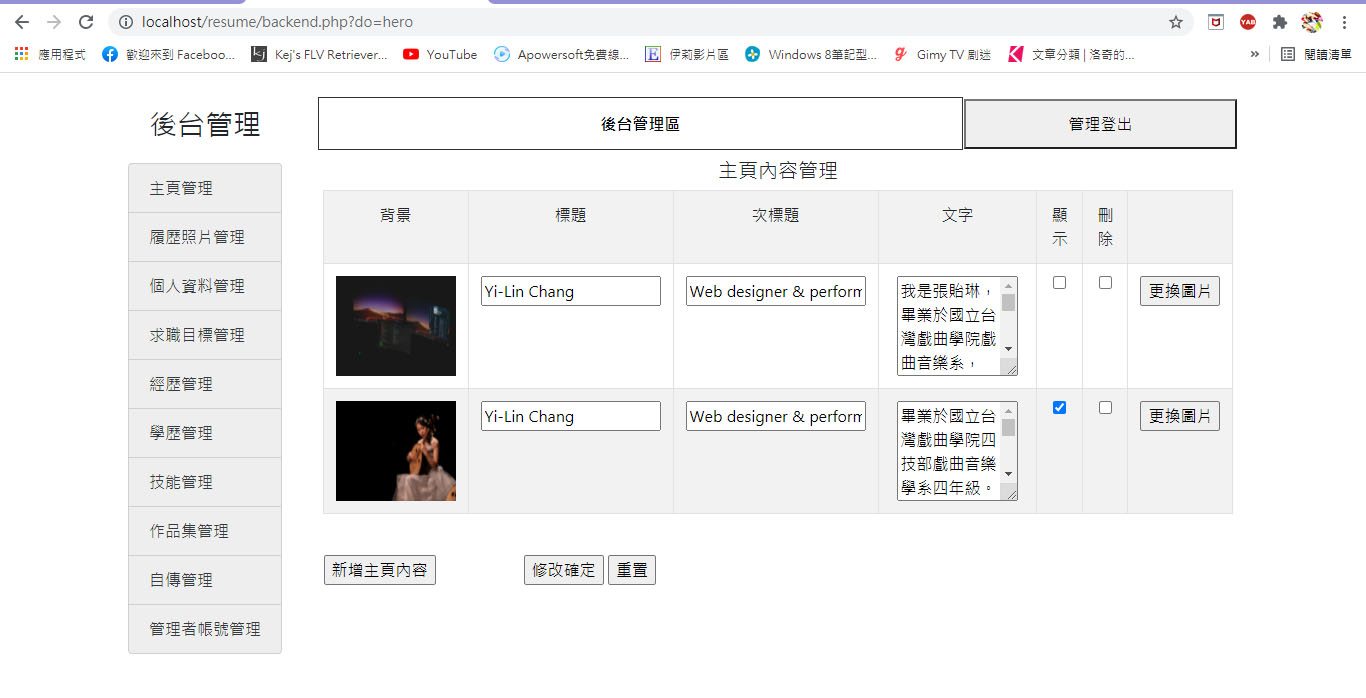 localhost/resume/backend.php?do=hero
應用程式 歡迎來到 Faceboo... Kej's FLV Retriever... YouTube Apowersoft免費線... 伊莉影片區 Windows 8筆記型... Gimy TV 劇迷 文章分類 | 洛奇的... » 閱讀清單
後台管理
後台管理區
管理登出
主頁管理
履歷照片管理
個人資料管理
求職目標管理
經歷管理
學歷管理
技能管理
作品集管理
自傳管理
管理者帳號管理
主頁內容管理
背景 標題 次標題 文字 顯示 刪除
Yi-Lin Chang
Web designer & perform
我是張貽琳,
畢業於國立台
灣戲曲學院戲
曲音樂系,
更換圖片
Yi-Lin Chang
Web designer & perform
畢業於國立台
灣戲曲學院四
技部戲曲音樂
學系四年級。
更換圖片
新增主頁內容 修改確定 重置